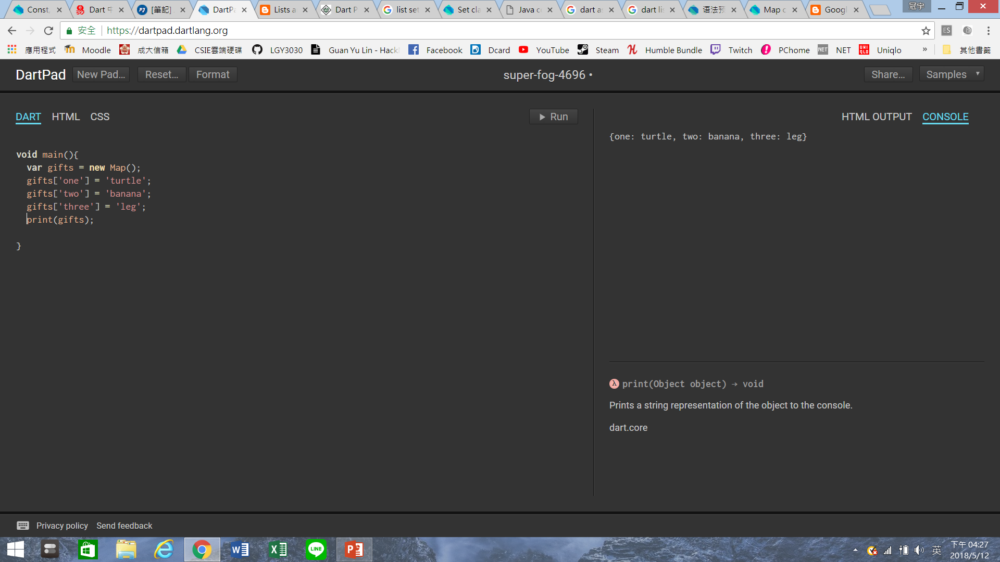 Const, Dart 中 [筆記] DartPa Lists a Dart P list set Set cla Java co dart as dart lis 语法预 Map c Googl 冠宇
安全 https://dartpad.dartlang.org ES
應用程式 Moodle 成大信箱 CSIE雲端硬碟 LGY3030 Guan Yu Lin - Hack Facebook Dcard YouTube Steam Humble Bundle Twitch PChome NET NET UNIQLO Uniqlo » 其他書籤
DartPad New Pad... Reset... Format super-fog-4696 • Share... Samples
DART HTML CSS Run HTML OUTPUT CONSOLE
{one: turtle, two: banana, three: leg}
void main(){
var gifts = new Map();
gifts['one'] = 'turtle';
gifts['two'] = 'banana';
gifts['three'] = 'leg';
print(gifts);
}
λ print(Object object) → void
Prints a string representation of the object to the console.
dart.core
Privacy policy Send feedback
LINE 英 下午 04:27
2018/5/12